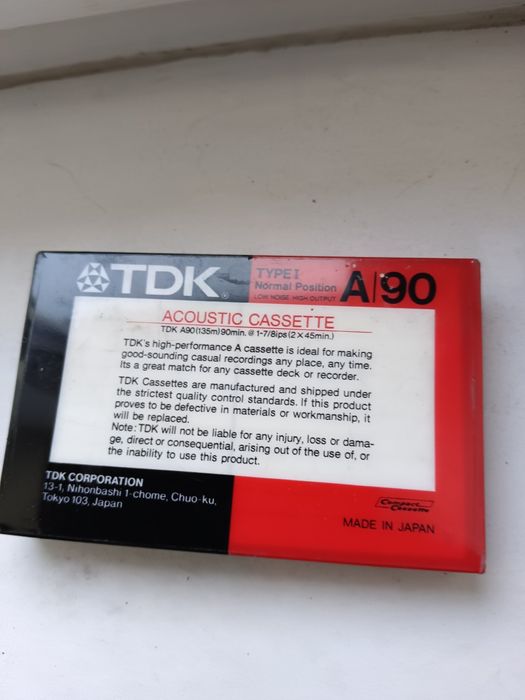 TDK®
TYPE I
Normal Position
LOW NOISE HIGH OUTPUT
A|90
ACOUSTIC CASSETTE
TDK A90(135m)90min. @ 1-7/8ips(2×45min.)
TDK's high-performance A cassette is ideal for making
good-sounding casual recordings any place, any time.
Its a great match for any cassette deck or recorder.
TDK Cassettes are manufactured and shipped under
the strictest quality control standards. If this product
proves to be defective in materials or workmanship, it
will be replaced.
Note: TDK will not be liable for any injury, loss or dama-
ge, direct or consequential, arising out of the use of, or
the inability to use this product.
TDK CORPORATION
13-1, Nihonbashi 1-chome, Chuo-ku,
Tokyo 103, Japan
Compact
Cassette
MADE IN JAPAN